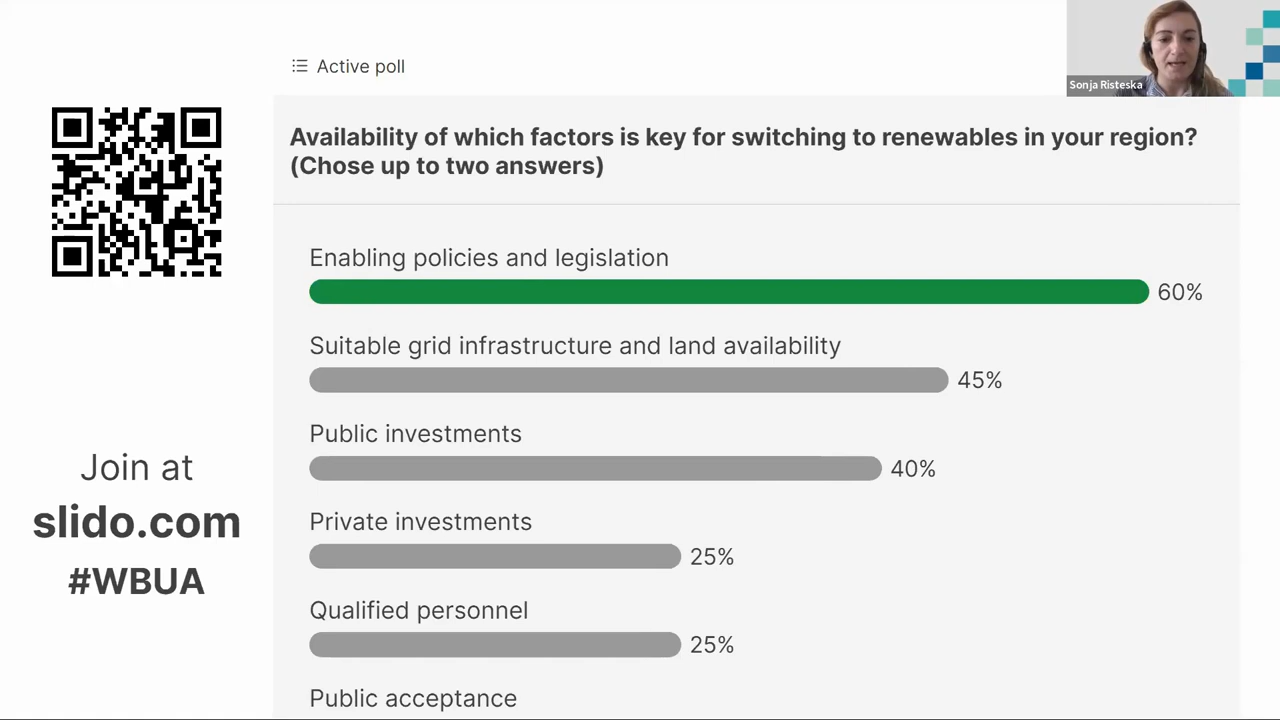 Active poll
Sonja Risteska
Availability of which factors is key for switching to renewables in your region?
(Chose up to two answers)
Enabling policies and legislation
60%
Suitable grid infrastructure and land availability
45%
Public investments
40%
Private investments
25%
Qualified personnel
25%
Public acceptance
Join at
slido.com
#WBUA